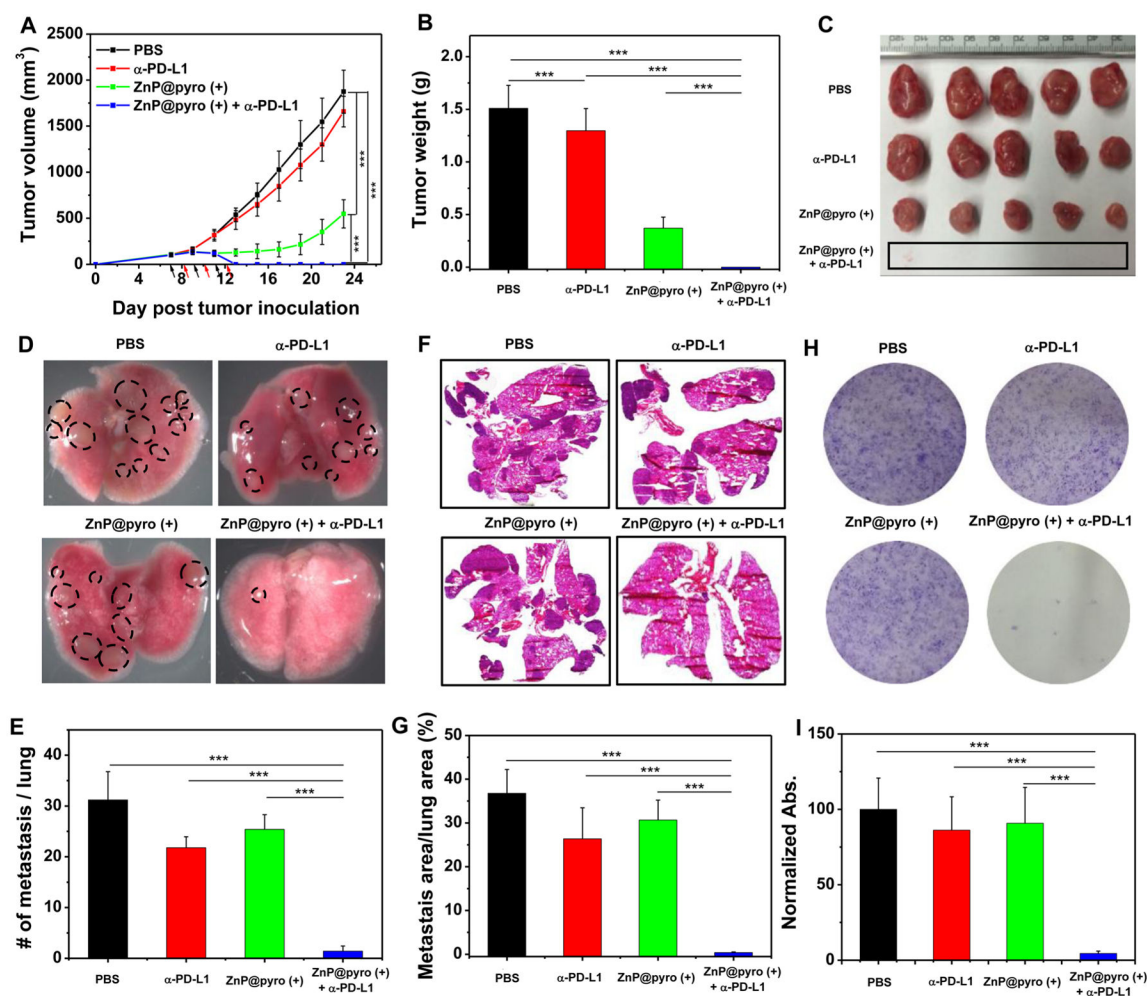 A
Tumor volume (mm³)
2500
2000
1500
1000
500
0
PBS
α-PD-L1
ZnP@pyro (+)
ZnP@pyro (+) + α-PD-L1
***
***
***
0 4 8 12 16 20 24
Day post tumor inoculation
B
Tumor weight (g)
2.0
1.5
1.0
0.5
0.0
***
*** ***
***
PBS α-PD-L1 ZnP@pyro (+) ZnP@pyro (+)
+ α-PD-L1
C
PBS
α-PD-L1
ZnP@pyro (+)
ZnP@pyro (+)
+ α-PD-L1
D
PBS α-PD-L1
ZnP@pyro (+) ZnP@pyro (+) + α-PD-L1
F
PBS α-PD-L1
ZnP@pyro (+) ZnP@pyro (+) + α-PD-L1
H
PBS α-PD-L1
ZnP@pyro (+) ZnP@pyro (+) + α-PD-L1
E
# of metastasis / lung
40
30
20
10
0
***
***
***
PBS α-PD-L1 ZnP@pyro (+) ZnP@pyro (+)
+ α-PD-L1
G
Metastais area/lung area (%)
50
40
30
20
10
0
***
***
***
PBS α-PD-L1 ZnP@pyro (+) ZnP@pyro (+)
+ α-PD-L1
I
Normalized Abs.
150
100
50
0
***
***
***
PBS α-PD-L1 ZnP@pyro (+) ZnP@pyro (+)
+ α-PD-L1